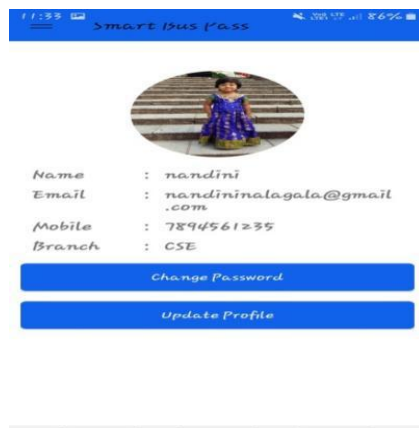 11:33 86%
Smart Bus Pass
Name : nandini
Email : nandininalagala@gmail
.com
Mobile : 7894561235
Branch : CSE
Change Password
Update Profile